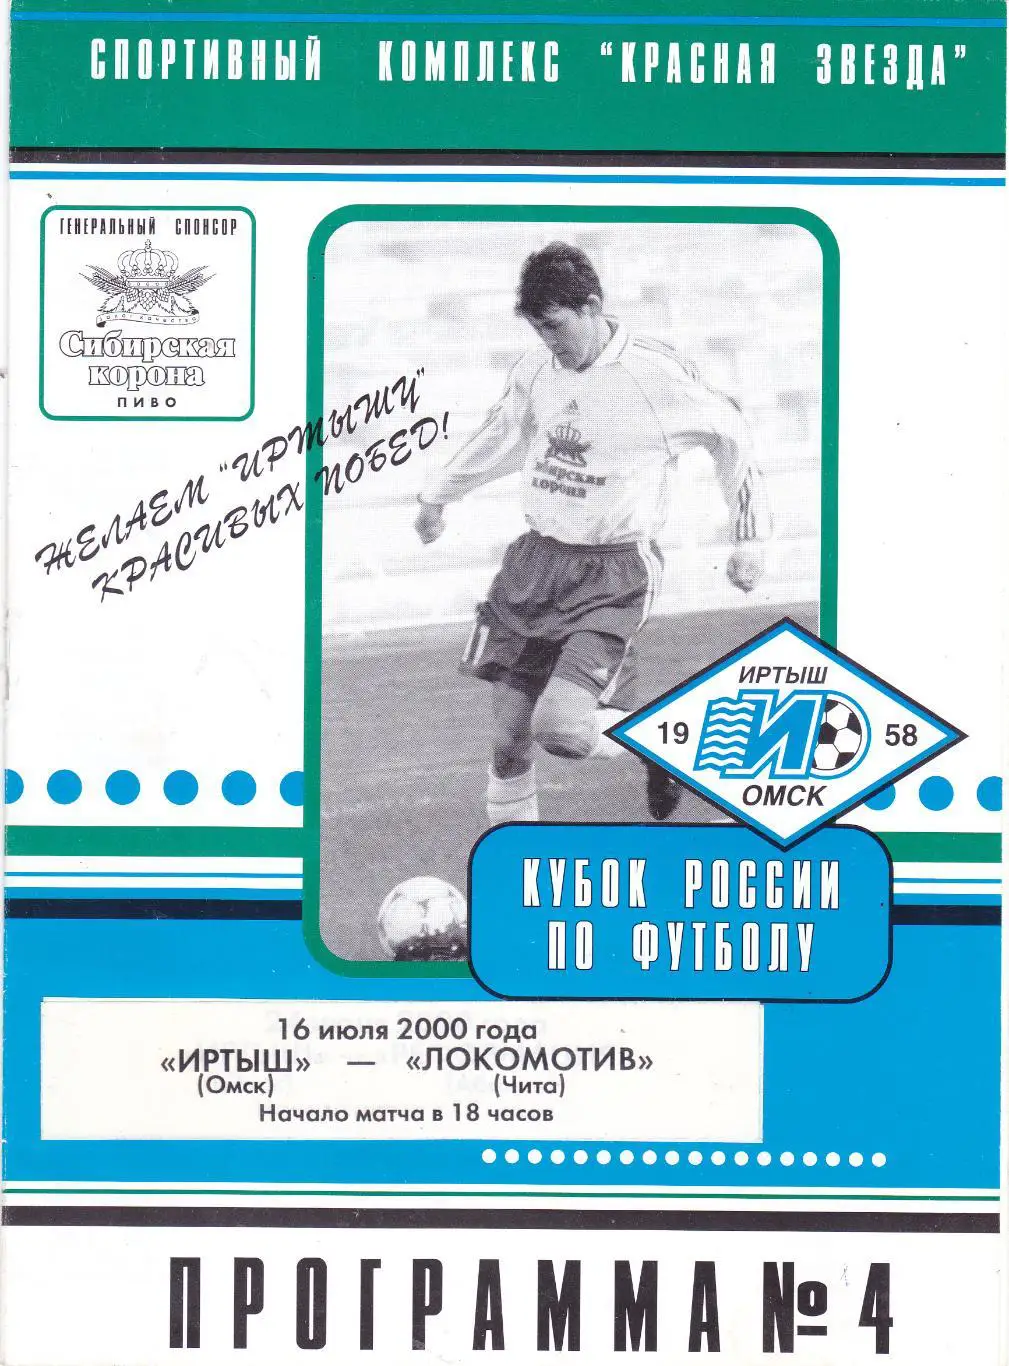 СПОРТИВНЫЙ КОМПЛЕКС "КРАСНАЯ ЗВЕЗДА"
ГЕНЕРАЛЬНЫЙ СПОНСОР
Сибирская
корона
ПИВО
ЖЕЛАЕМ "ИРТЫШУ"
КРАСИВЫХ ПОБЕД!
корона
ИРТЫШ
19 58
ОМСК
КУБОК РОССИИ
ПО ФУТБОЛУ
16 июля 2000 года
«ИРТЫШ» — «ЛОКОМОТИВ»
(Омск) (Чита)
Начало матча в 18 часов
ПРОГРАММА № 4